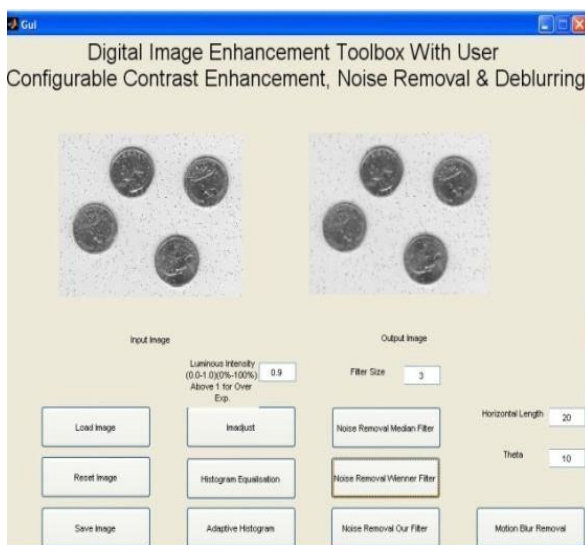 Gui
Digital Image Enhancement Toolbox With User
Configurable Contrast Enhancement, Noise Removal & Deblurring
Input Image
Output Image
Luminous Intensity
(0.0-1.0)(0%-100%)
Above 1 for Over
Exp.
0.9
Filter Size
3
Load Image
Imadjust
Noise Removal Median Filter
Horizontal Length
20
Reset Image
Histogram Equalisation
Noise Removal Wienner Filter
Theta
10
Save Image
Adaptive Histogram
Noise Removal Our Filter
Motion Blur Removal